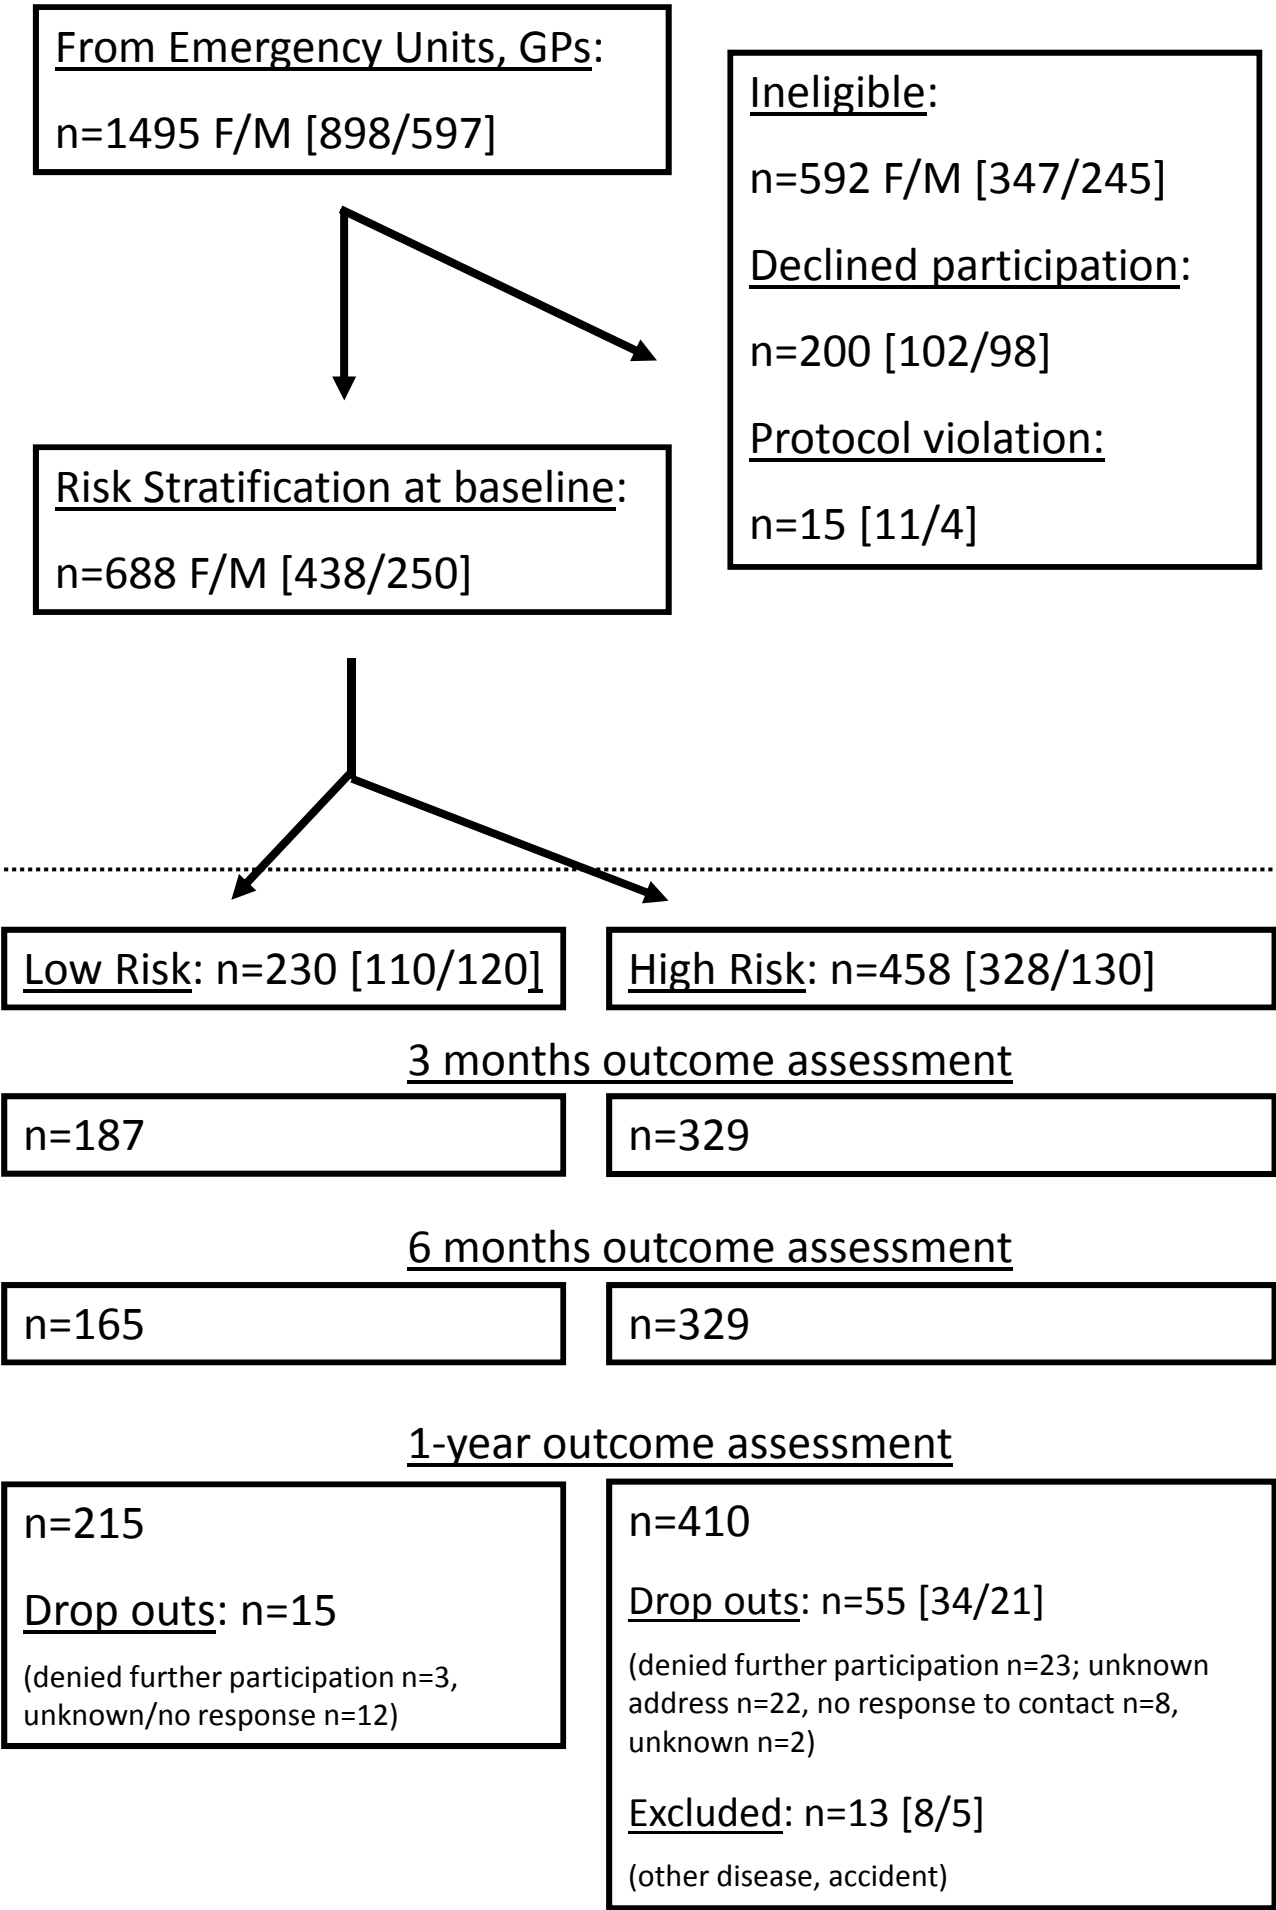 From Emergency Units, GPs:
n=1495 F/M [898/597]
Ineligible:
n=592 F/M [347/245]
Declined participation:
n=200 [102/98]
Protocol violation:
n=15 [11/4]
Risk Stratification at baseline:
n=688 F/M [438/250]
Low Risk: n=230 [110/120]
High Risk: n=458 [328/130]
3 months outcome assessment
n=187
n=329
6 months outcome assessment
n=165
n=329
1-year outcome assessment
n=215
Drop outs: n=15
(denied further participation n=3,
unknown/no response n=12)
n=410
Drop outs: n=55 [34/21]
(denied further participation n=23; unknown
address n=22, no response to contact n=8,
unknown n=2)
Excluded: n=13 [8/5]
(other disease, accident)